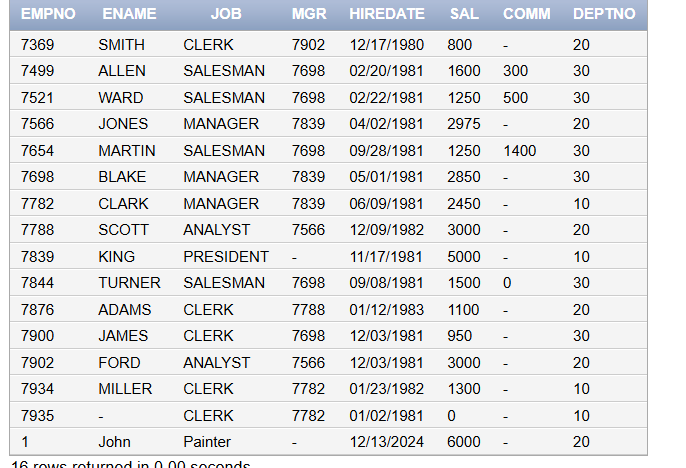 EMPNO ENAME JOB MGR HIREDATE SAL COMM DEPTNO
7369 SMITH CLERK 7902 12/17/1980 800 - 20
7499 ALLEN SALESMAN 7698 02/20/1981 1600 300 30
7521 WARD SALESMAN 7698 02/22/1981 1250 500 30
7566 JONES MANAGER 7839 04/02/1981 2975 - 20
7654 MARTIN SALESMAN 7698 09/28/1981 1250 1400 30
7698 BLAKE MANAGER 7839 05/01/1981 2850 - 30
7782 CLARK MANAGER 7839 06/09/1981 2450 - 10
7788 SCOTT ANALYST 7566 12/09/1982 3000 - 20
7839 KING PRESIDENT - 11/17/1981 5000 - 10
7844 TURNER SALESMAN 7698 09/08/1981 1500 0 30
7876 ADAMS CLERK 7788 01/12/1983 1100 - 20
7900 JAMES CLERK 7698 12/03/1981 950 - 30
7902 FORD ANALYST 7566 12/03/1981 3000 - 20
7934 MILLER CLERK 7782 01/23/1982 1300 - 10
7935 - CLERK 7782 01/02/1981 0 - 10
1 John Painter - 12/13/2024 6000 - 20
16 rows returned in 0.00 seconds